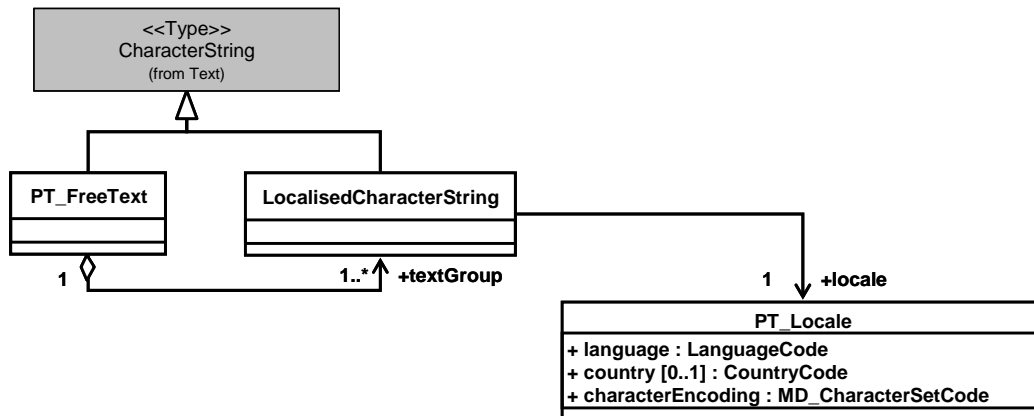 <<Type>>
CharacterString
(from Text)
PT_FreeText
LocalisedCharacterString
1
1..*
+textGroup
1
+locale
PT_Locale
+ language : LanguageCode
+ country [0..1] : CountryCode
+ characterEncoding : MD_CharacterSetCode